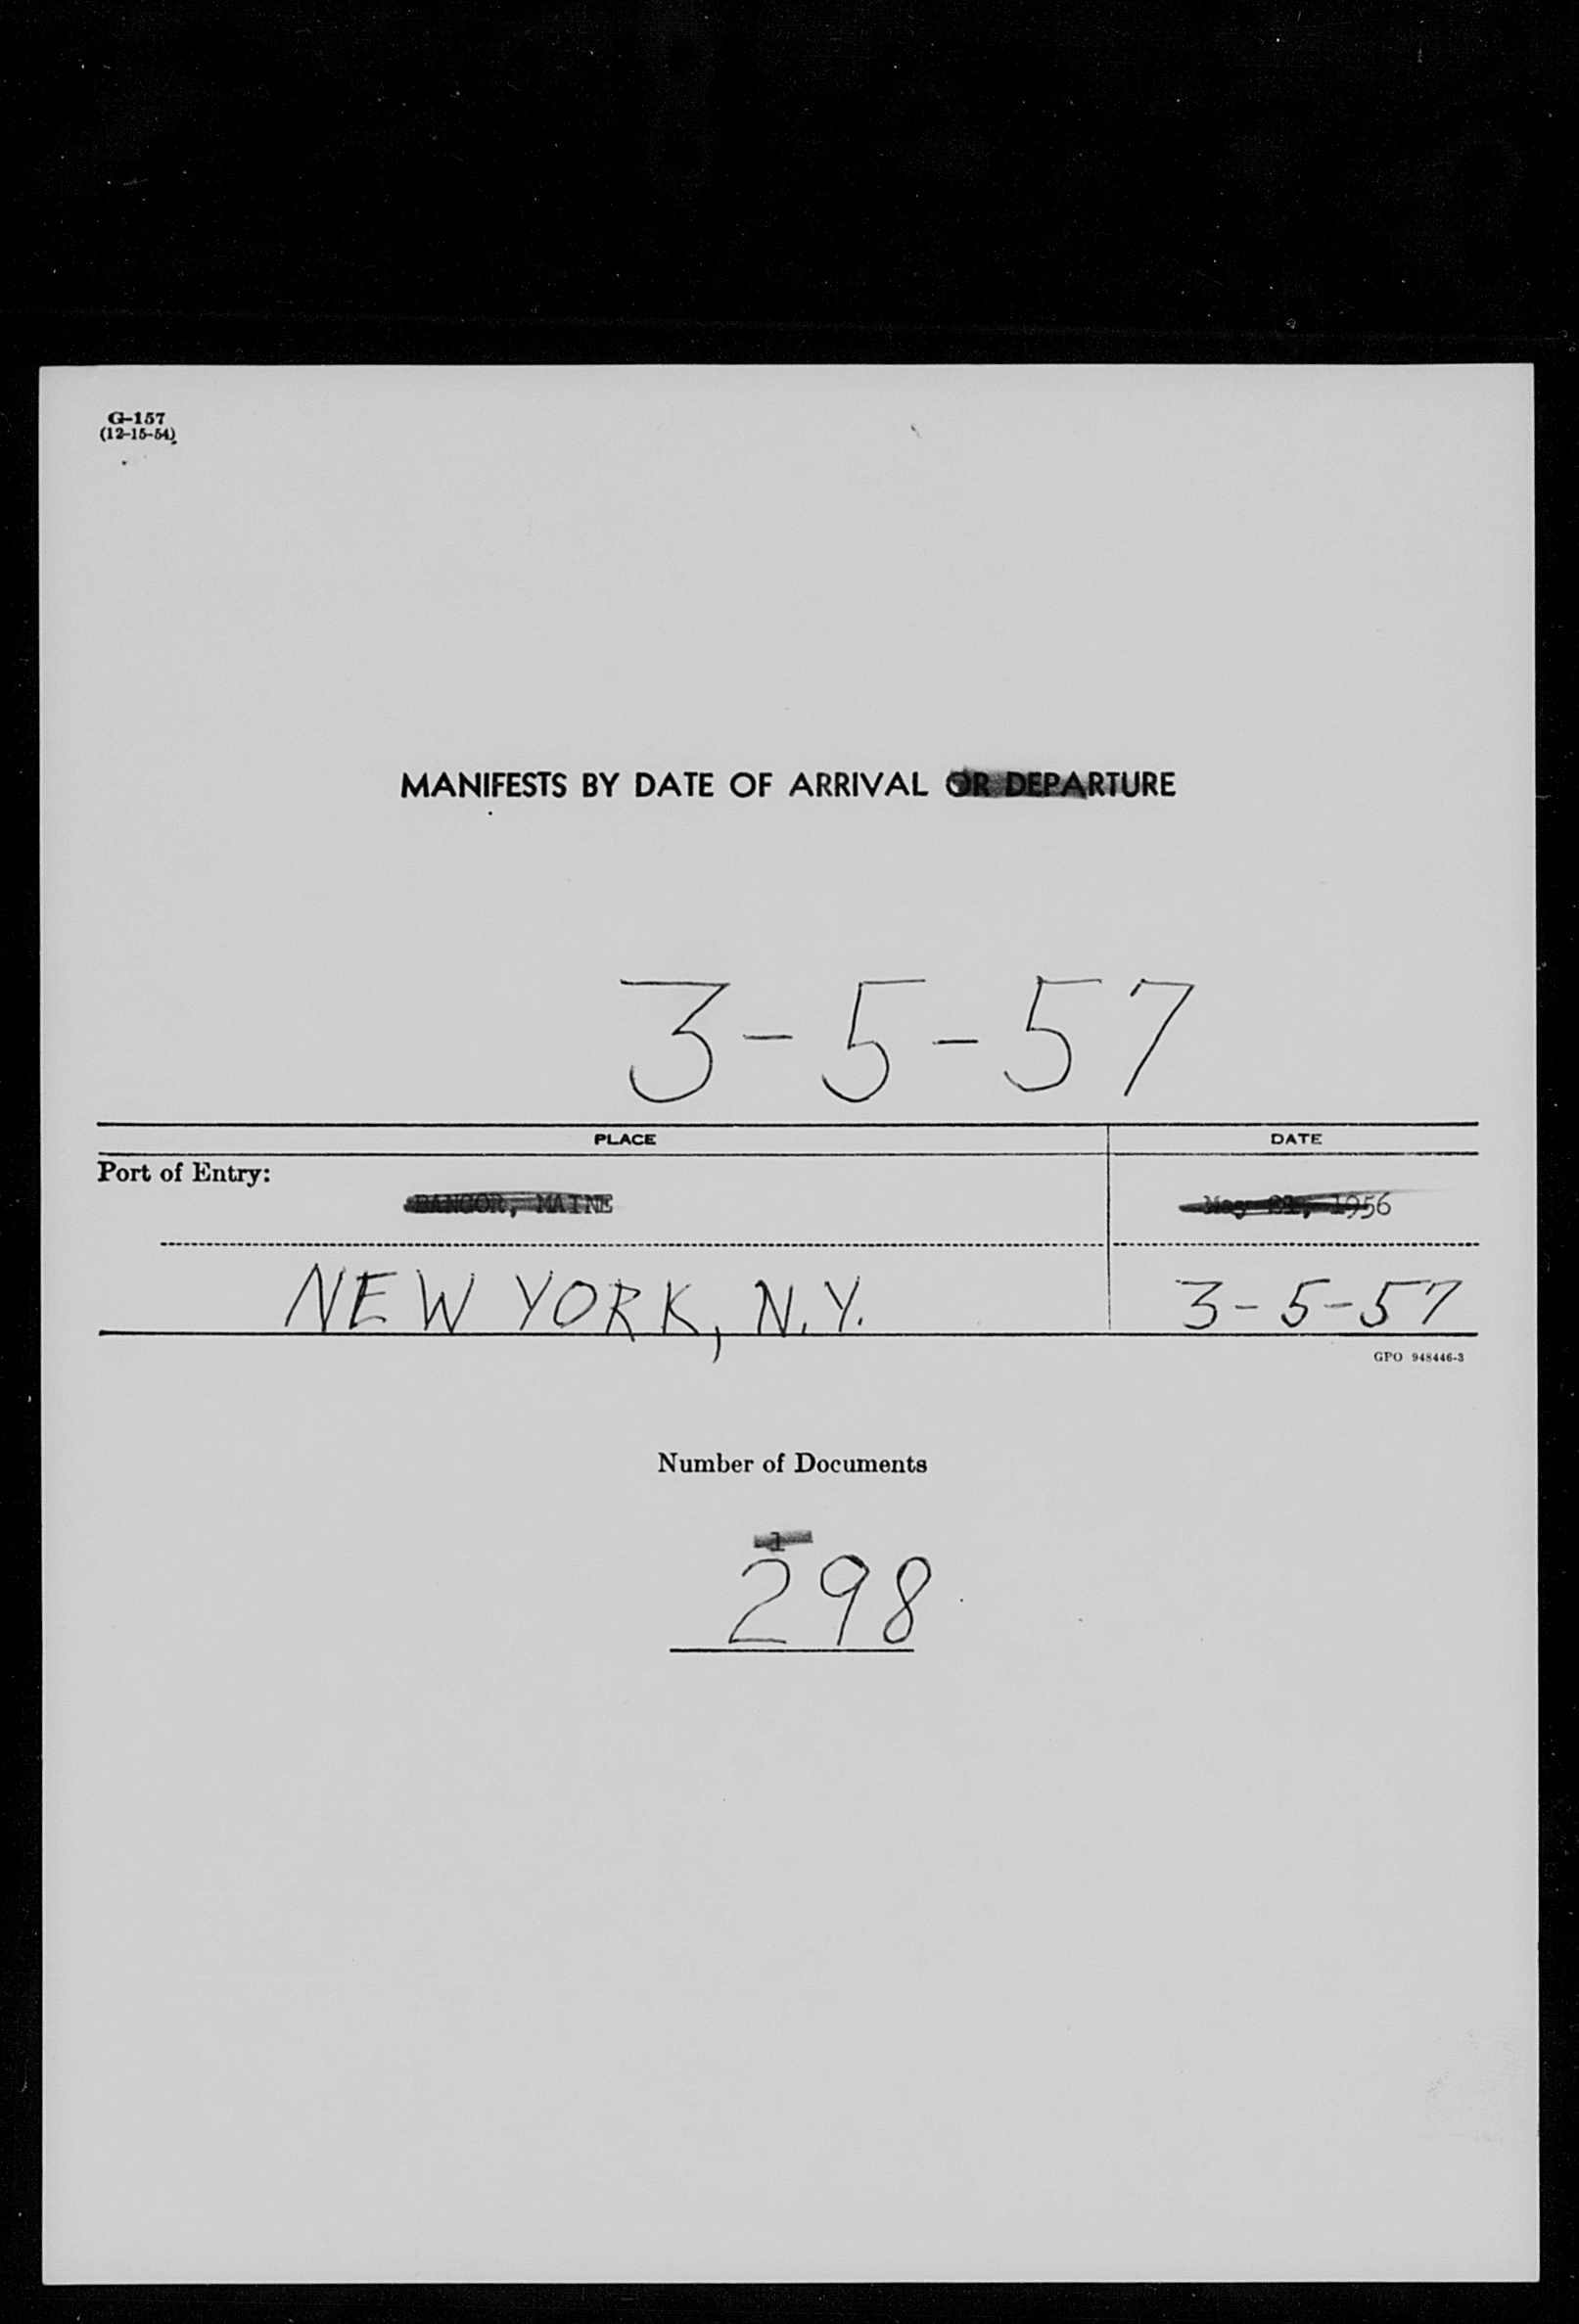 G-157
(12-15-54)
MANIFESTS BY DATE OF ARRIVAL OR DEPARTURE
3-5-57
PLACE DATE
Port of Entry:
BANGOR, MAINE May 1956
NEW YORK, N.Y. 3-5-57
GPO 948446-3
Number of Documents
1
298